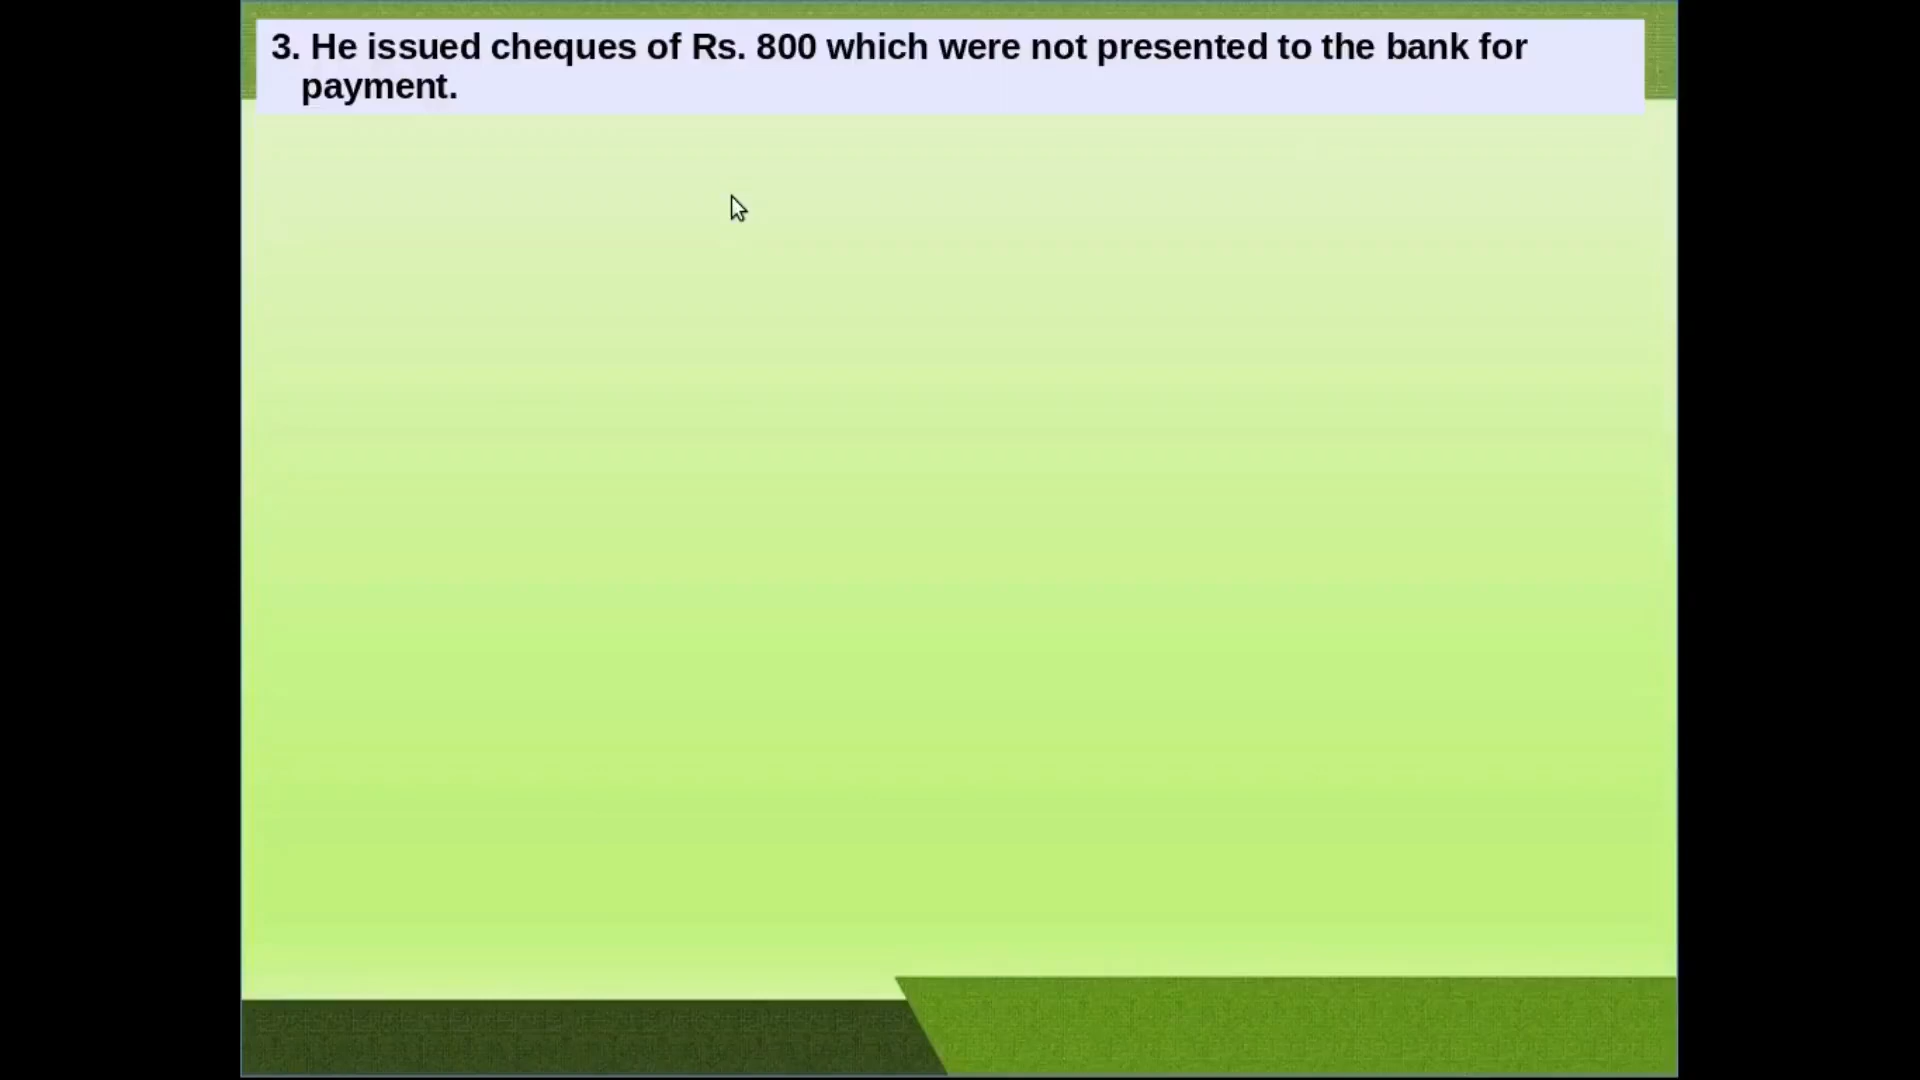 3. He issued cheques of Rs. 800 which were not presented to the bank for
payment.